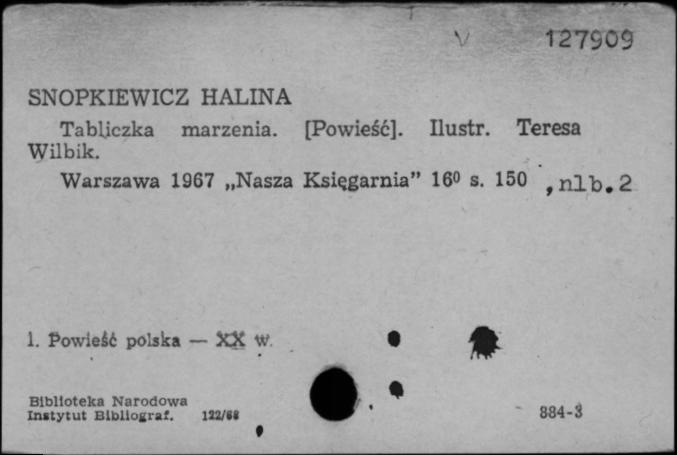 V 127909
SNOPKIEWICZ HALINA
Tabliczka marzenia. [Powieść]. Ilustr. Teresa
Wilbik.
Warszawa 1967 „Nasza Księgarnia” 16⁰ s. 150 , nlb. 2
1. Powieść polska — XX w.
Biblioteka Narodowa
Instytut Bibliograf. 122/68 884-3